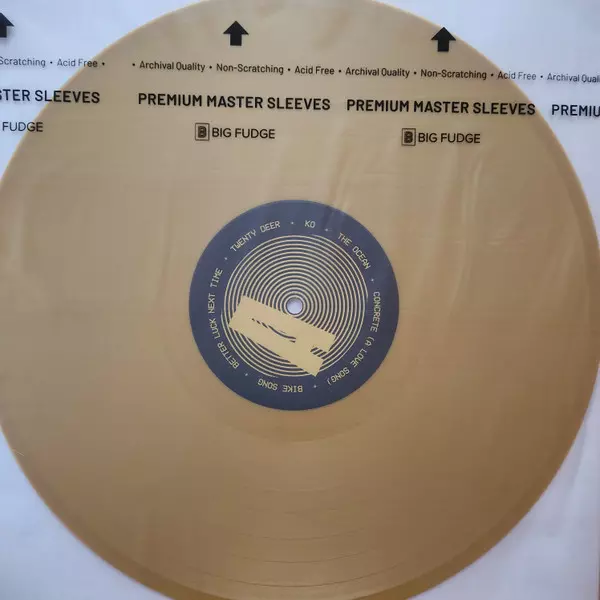 Scratching • Acid Free •
• Archival Quality • Non-Scratching • Acid Free • Archival Quality • Non-Scratching • Acid Free • Archival Quali
TER SLEEVES
PREMIUM MASTER SLEEVES
PREMIUM MASTER SLEEVES
PREMIU
FUDGE
B BIG FUDGE
B BIG FUDGE
TWENTY DEER • KO • THE OCEAN • CONCRETE (A LOVE SONG) • BIKE SONG • BETTER LUCK NEXT TIME •